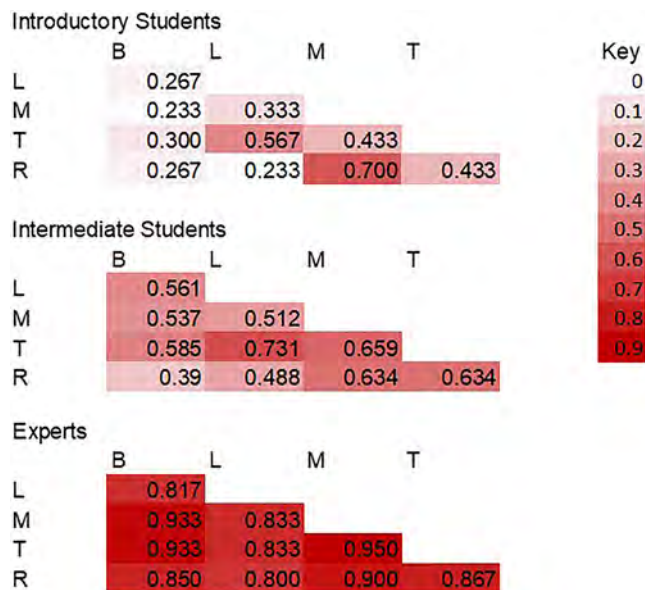 Introductory Students
B L M T Key
L 0.267 0
M 0.233 0.333 0.1
T 0.300 0.567 0.433 0.2
R 0.267 0.233 0.700 0.433 0.3
0.4
Intermediate Students 0.5
B L M T 0.6
L 0.561 0.7
M 0.537 0.512 0.8
T 0.585 0.731 0.659 0.9
R 0.39 0.488 0.634 0.634
Experts
B L M T
L 0.817
M 0.933 0.833
T 0.933 0.833 0.950
R 0.850 0.800 0.900 0.867